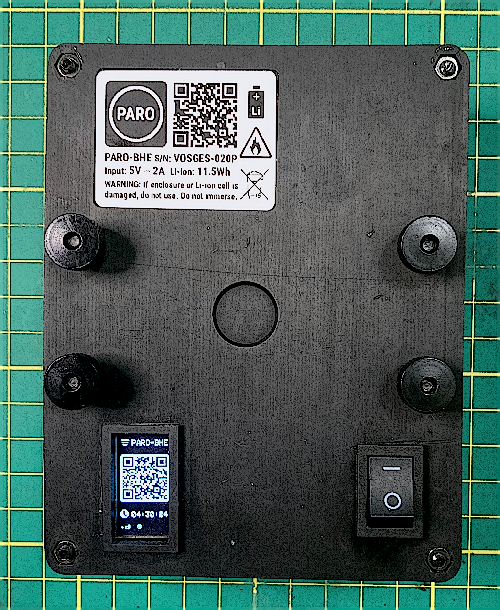 PARO
+
Li
PARO-BHE S/N: VOSGES-020P
Input: 5V ⎓ 2A Li-Ion: 11.5Wh
WARNING: If enclosure or Li-Ion cell is
damaged, do not use. Do not immerse.
PARO-BHE
04:30:04